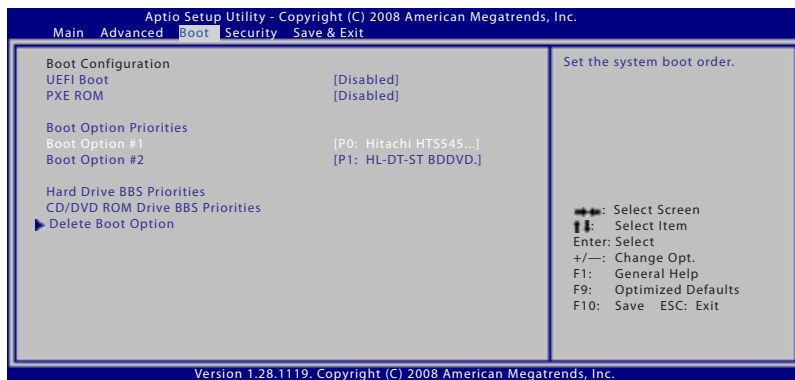 Aptio Setup Utility - Copyright (C) 2008 American Megatrends, Inc.
Main Advanced Boot Security Save & Exit
Boot Configuration
UEFI Boot [Disabled]
PXE ROM [Disabled]
Boot Option Priorities
Boot Option #1 [P0: Hitachi HTS545...]
Boot Option #2 [P1: HL-DT-ST BDDVD.]
Hard Drive BBS Priorities
CD/DVD ROM Drive BBS Priorities
Delete Boot Option
Set the system boot order.
: Select Screen
: Select Item
Enter: Select
+/—: Change Opt.
F1: General Help
F9: Optimized Defaults
F10: Save ESC: Exit
Version 1.28.1119. Copyright (C) 2008 American Megatrends, Inc.